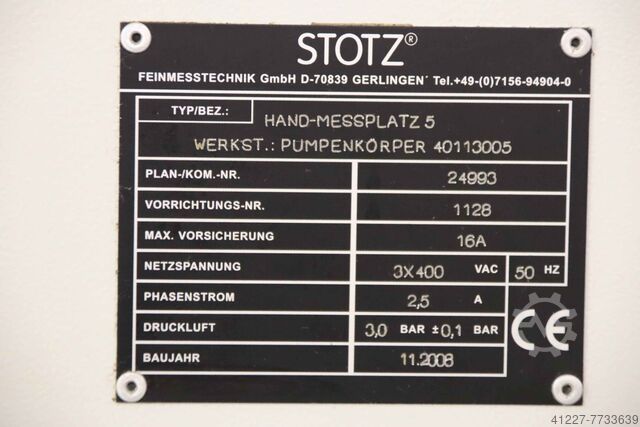 STOTZ®
FEINMESSTECHNIK GmbH D-70839 GERLINGEN Tel.+49-(0)7156-94904-0
TYP/BEZ.: HAND-MESSPLATZ 5
WERKST.: PUMPENKÖRPER 40113005
PLAN-/KOM.-NR. 24993
VORRICHTUNGS-NR. 1128
MAX. VORSICHERUNG 16A
NETZSPANNUNG 3X400 VAC 50 HZ
PHASENSTROM 2,5 A
DRUCKLUFT 3,0 BAR ±0,1 BAR
BAUJAHR 11.2008
CE
41227-7733639